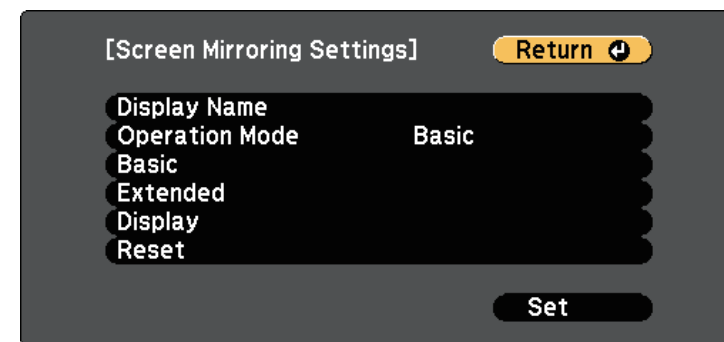 [Screen Mirroring Settings] Return
Display Name
Operation Mode Basic
Basic
Extended
Display
Reset
Set